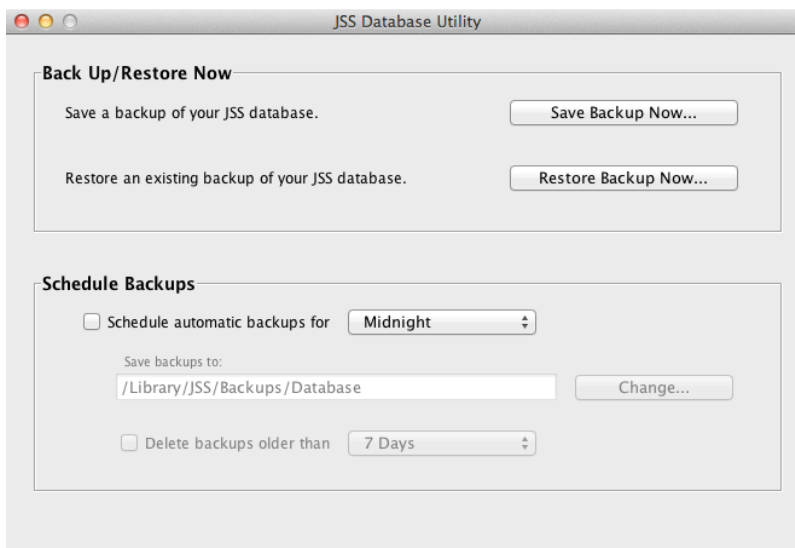 JSS Database Utility
Back Up/Restore Now
Save a backup of your JSS database.
Save Backup Now...
Restore an existing backup of your JSS database.
Restore Backup Now...
Schedule Backups
Schedule automatic backups for
Midnight
Save backups to:
/Library/JSS/Backups/Database
Change...
Delete backups older than
7 Days